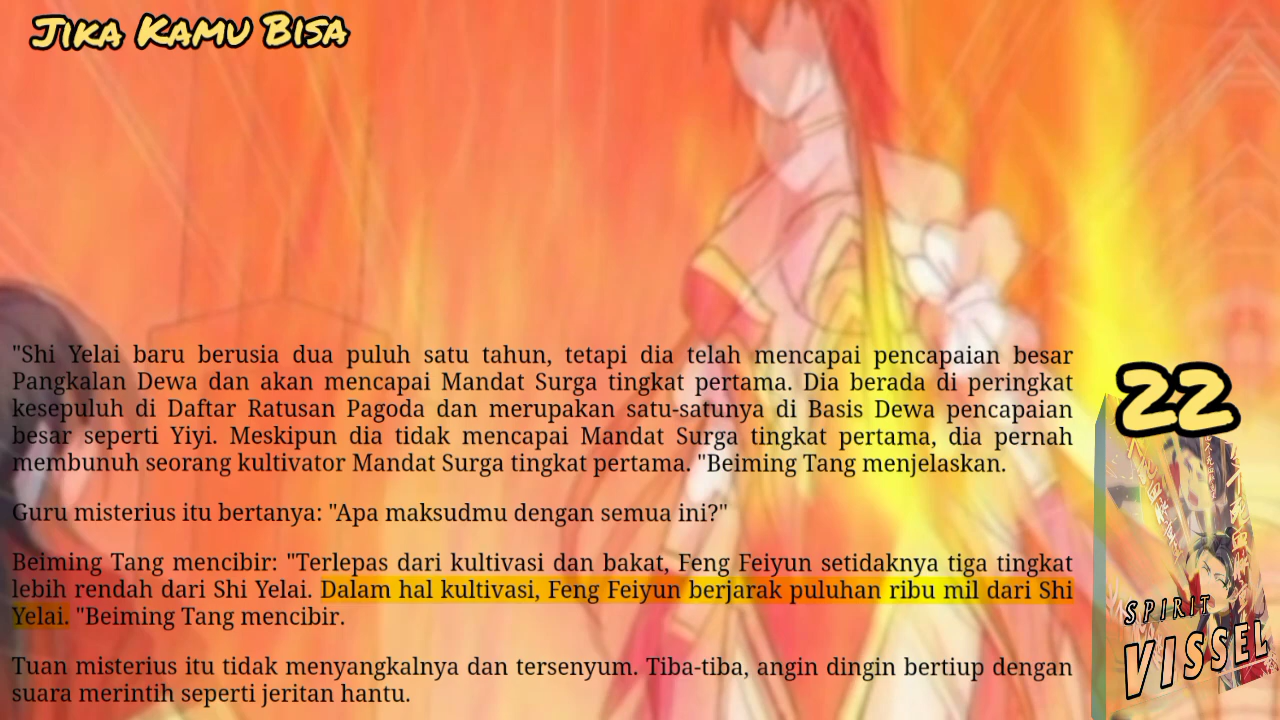 Jika Kamu Bisa
"Shi Yelai baru berusia dua puluh satu tahun, tetapi dia telah mencapai pencapaian besar
Pangkalan Dewa dan akan mencapai Mandat Surga tingkat pertama. Dia berada di peringkat
kesepuluh di Daftar Ratusan Pagoda dan merupakan satu-satunya di Basis Dewa pencapaian
besar seperti Yiyi. Meskipun dia tidak mencapai Mandat Surga tingkat pertama, dia pernah
membunuh seorang kultivator Mandat Surga tingkat pertama. "Beiming Tang menjelaskan.
Guru misterius itu bertanya: "Apa maksudmu dengan semua ini?"
Beiming Tang mencibir: "Terlepas dari kultivasi dan bakat, Feng Feiyun setidaknya tiga tingkat
lebih rendah dari Shi Yelai. Dalam hal kultivasi, Feng Feiyun berjarak puluhan ribu mil dari Shi
Yelai. "Beiming Tang mencibir.
Tuan misterius itu tidak menyangkalnya dan tersenyum. Tiba-tiba, angin dingin bertiup dengan
suara merintih seperti jeritan hantu.
22
SPIRIT
VISSEL